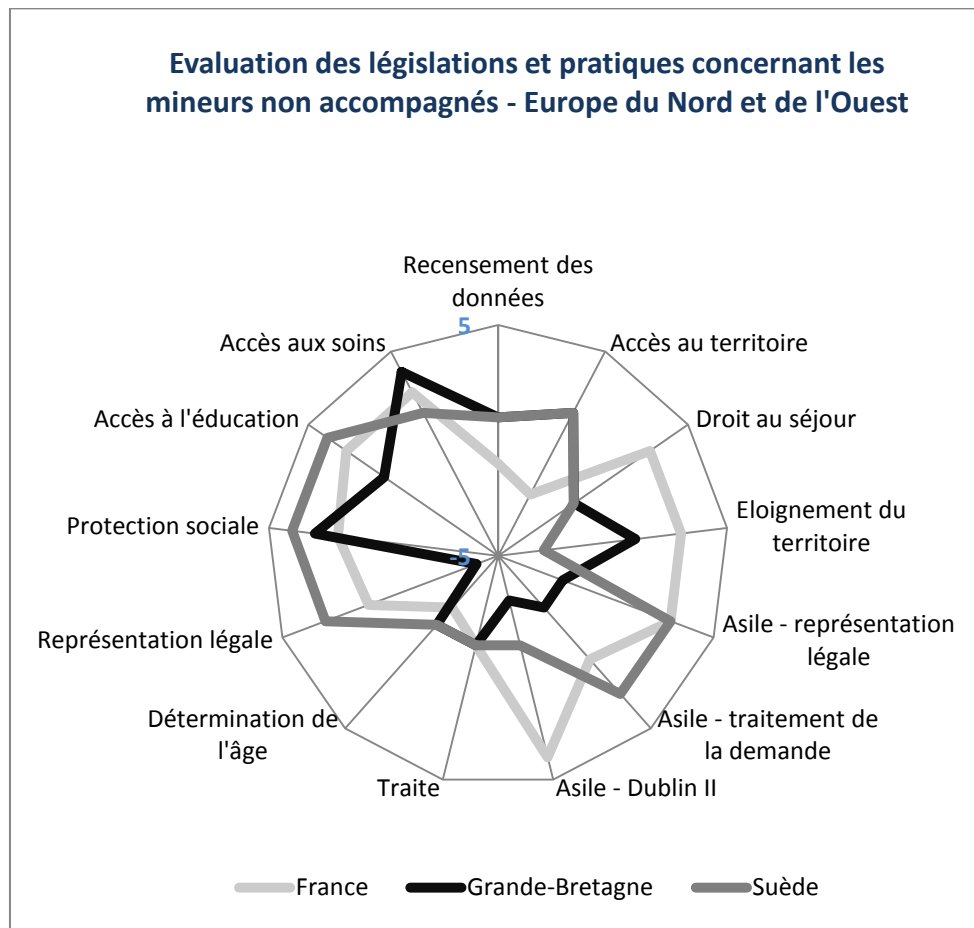 Evaluation des législations et pratiques concernant les
mineurs non accompagnés - Europe du Nord et de l'Ouest
Recensement des
données
5
Accès au territoire
Droit au séjour
Eloignement du
territoire
Asile - représentation
légale
Asile - traitement de
la demande
Asile - Dublin II
Traite
Détermination de
l'âge
Représentation légale
Protection sociale
Accès à l'éducation
Accès aux soins
-5
France
Grande-Bretagne
Suède